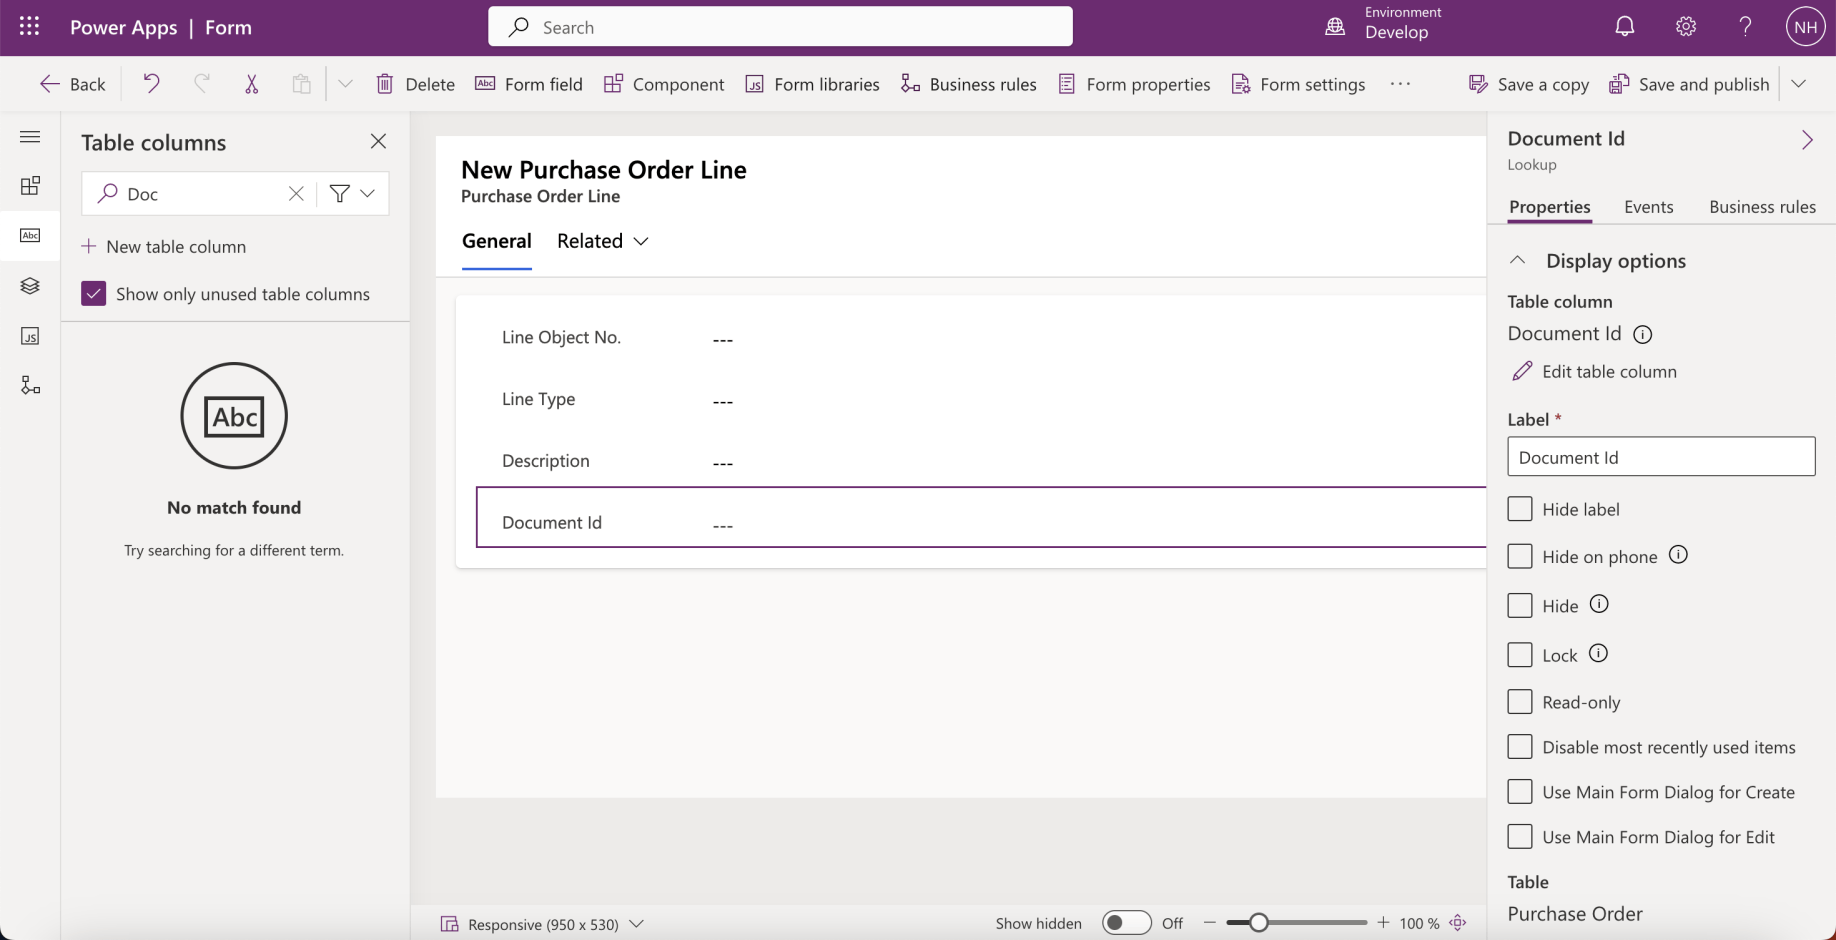 Power Apps | Form
Search
Environment
Develop
NH
Back
Delete
Abc
Form field
Component
JS
Form libraries
Business rules
Form properties
Form settings
Save a copy
Save and publish
Table columns
Doc
New table column
Show only unused table columns
Abc
JS
Abc
No match found
Try searching for a different term.
New Purchase Order Line
Purchase Order Line
General
Related
Line Object No. ---
Line Type ---
Description ---
Document Id ---
Responsive (950 x 530)
Show hidden
Off
100 %
Document Id
Lookup
Properties
Events
Business rules
Display options
Table column
Document Id
Edit table column
Label *
Document Id
Hide label
Hide on phone
Hide
Lock
Read-only
Disable most recently used items
Use Main Form Dialog for Create
Use Main Form Dialog for Edit
Table
Purchase Order